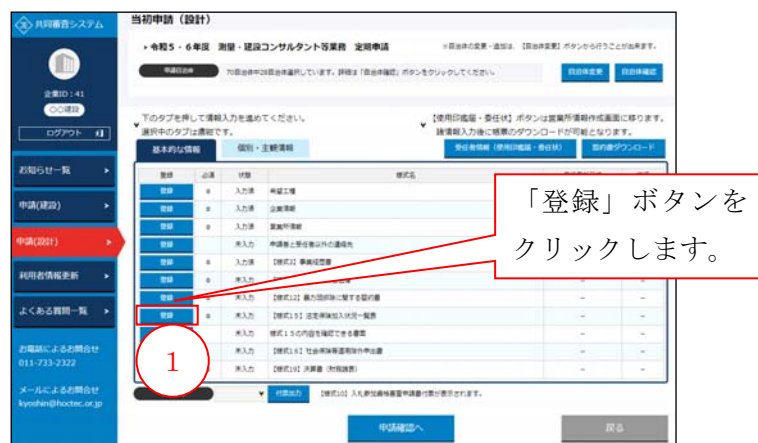 共同審査システム
企業ID：41
〇〇建設
ログアウト
お知らせ一覧
申請(建設)
申請(設計)
利用者情報更新
よくある質問一覧
お電話によるお問合せ
011-733-2322
メールによるお問合せ
kyoshin@hoctec.or.jp
当初申請（設計）
令和5・6年度 測量・建設コンサルタント等業務 定期申請
※自治体の変更・追加は、【自治体変更】ボタンから行うことが出来ます。
申請自治体
70自治体中28自治体選択しています。詳細は「自治体確認」ボタンをクリックしてください。
自治体変更
自治体確認
下のタブを押して情報入力を進めてください。
選択中のタブは濃紺です。
【使用印鑑届・委任状】ボタンは営業所情報作成画面に移ります。
諸情報入力後に帳票のダウンロードが可能となります。
基本的な情報
個別・主観情報
受任者情報（使用印鑑届・委任状）
誓約書ダウンロード
登録 必須 状態 様式名
登録 ※ 入力済 希望工種
登録 ※ 入力済 企業情報
登録 ※ 入力済 営業所情報
登録 未入力 申請者と受任者以外の連絡先
登録 ※ 入力済 【様式3】事業経歴書
登録 ※ 未入力
登録 ※ 未入力 【様式12】暴力団排除に関する誓約書 － －
登録 ※ 未入力 【様式15】法定保険加入状況一覧表 － －
未入力 様式15の内容を確認できる書面 － －
未入力 【様式16】社会保険等適用除外申出書 － －
未入力 【様式19】決算書（財務諸表） － －
付票出力
【様式10】入札参加資格審査申請書付票が表示されます。
申請確認へ
戻る
「登録」ボタンを
クリックします。
1